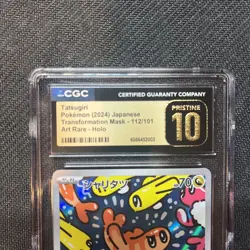 CGC
CERTIFIED GUARANTY COMPANY
Tatsugiri
Pokémon (2024) Japanese
Transformation Mask - 112/101
Art Rare - Holo
PRISTINE
10
シャリタツ
70